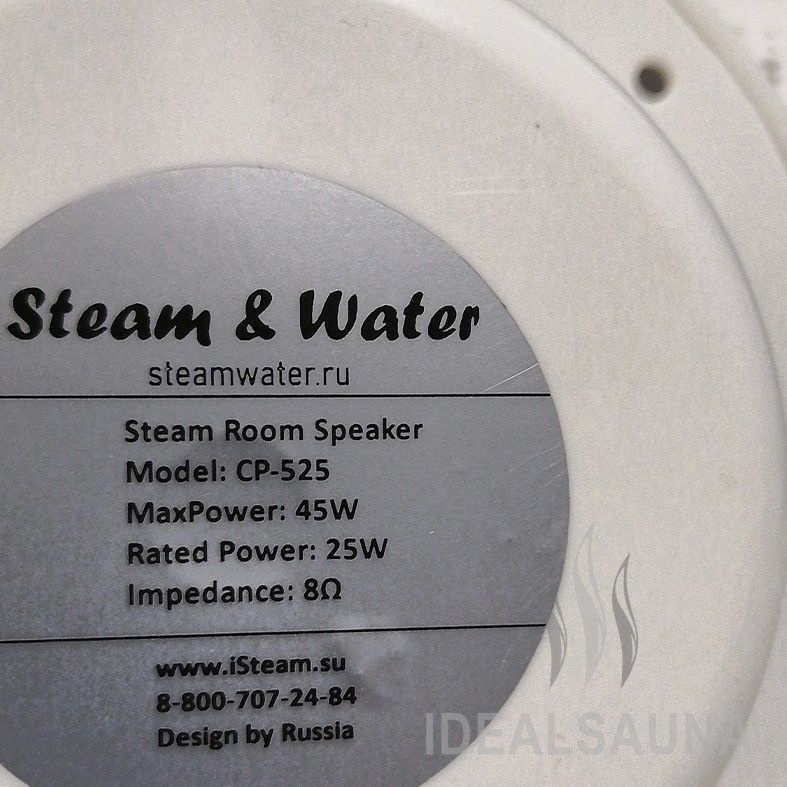 Steam & Water
steamwater.ru
Steam Room Speaker
Model: CP-525
MaxPower: 45W
Rated Power: 25W
Impedance: 8Ω
www.iSteam.su
8-800-707-24-84
Design by Russia
IDEALSAUNA